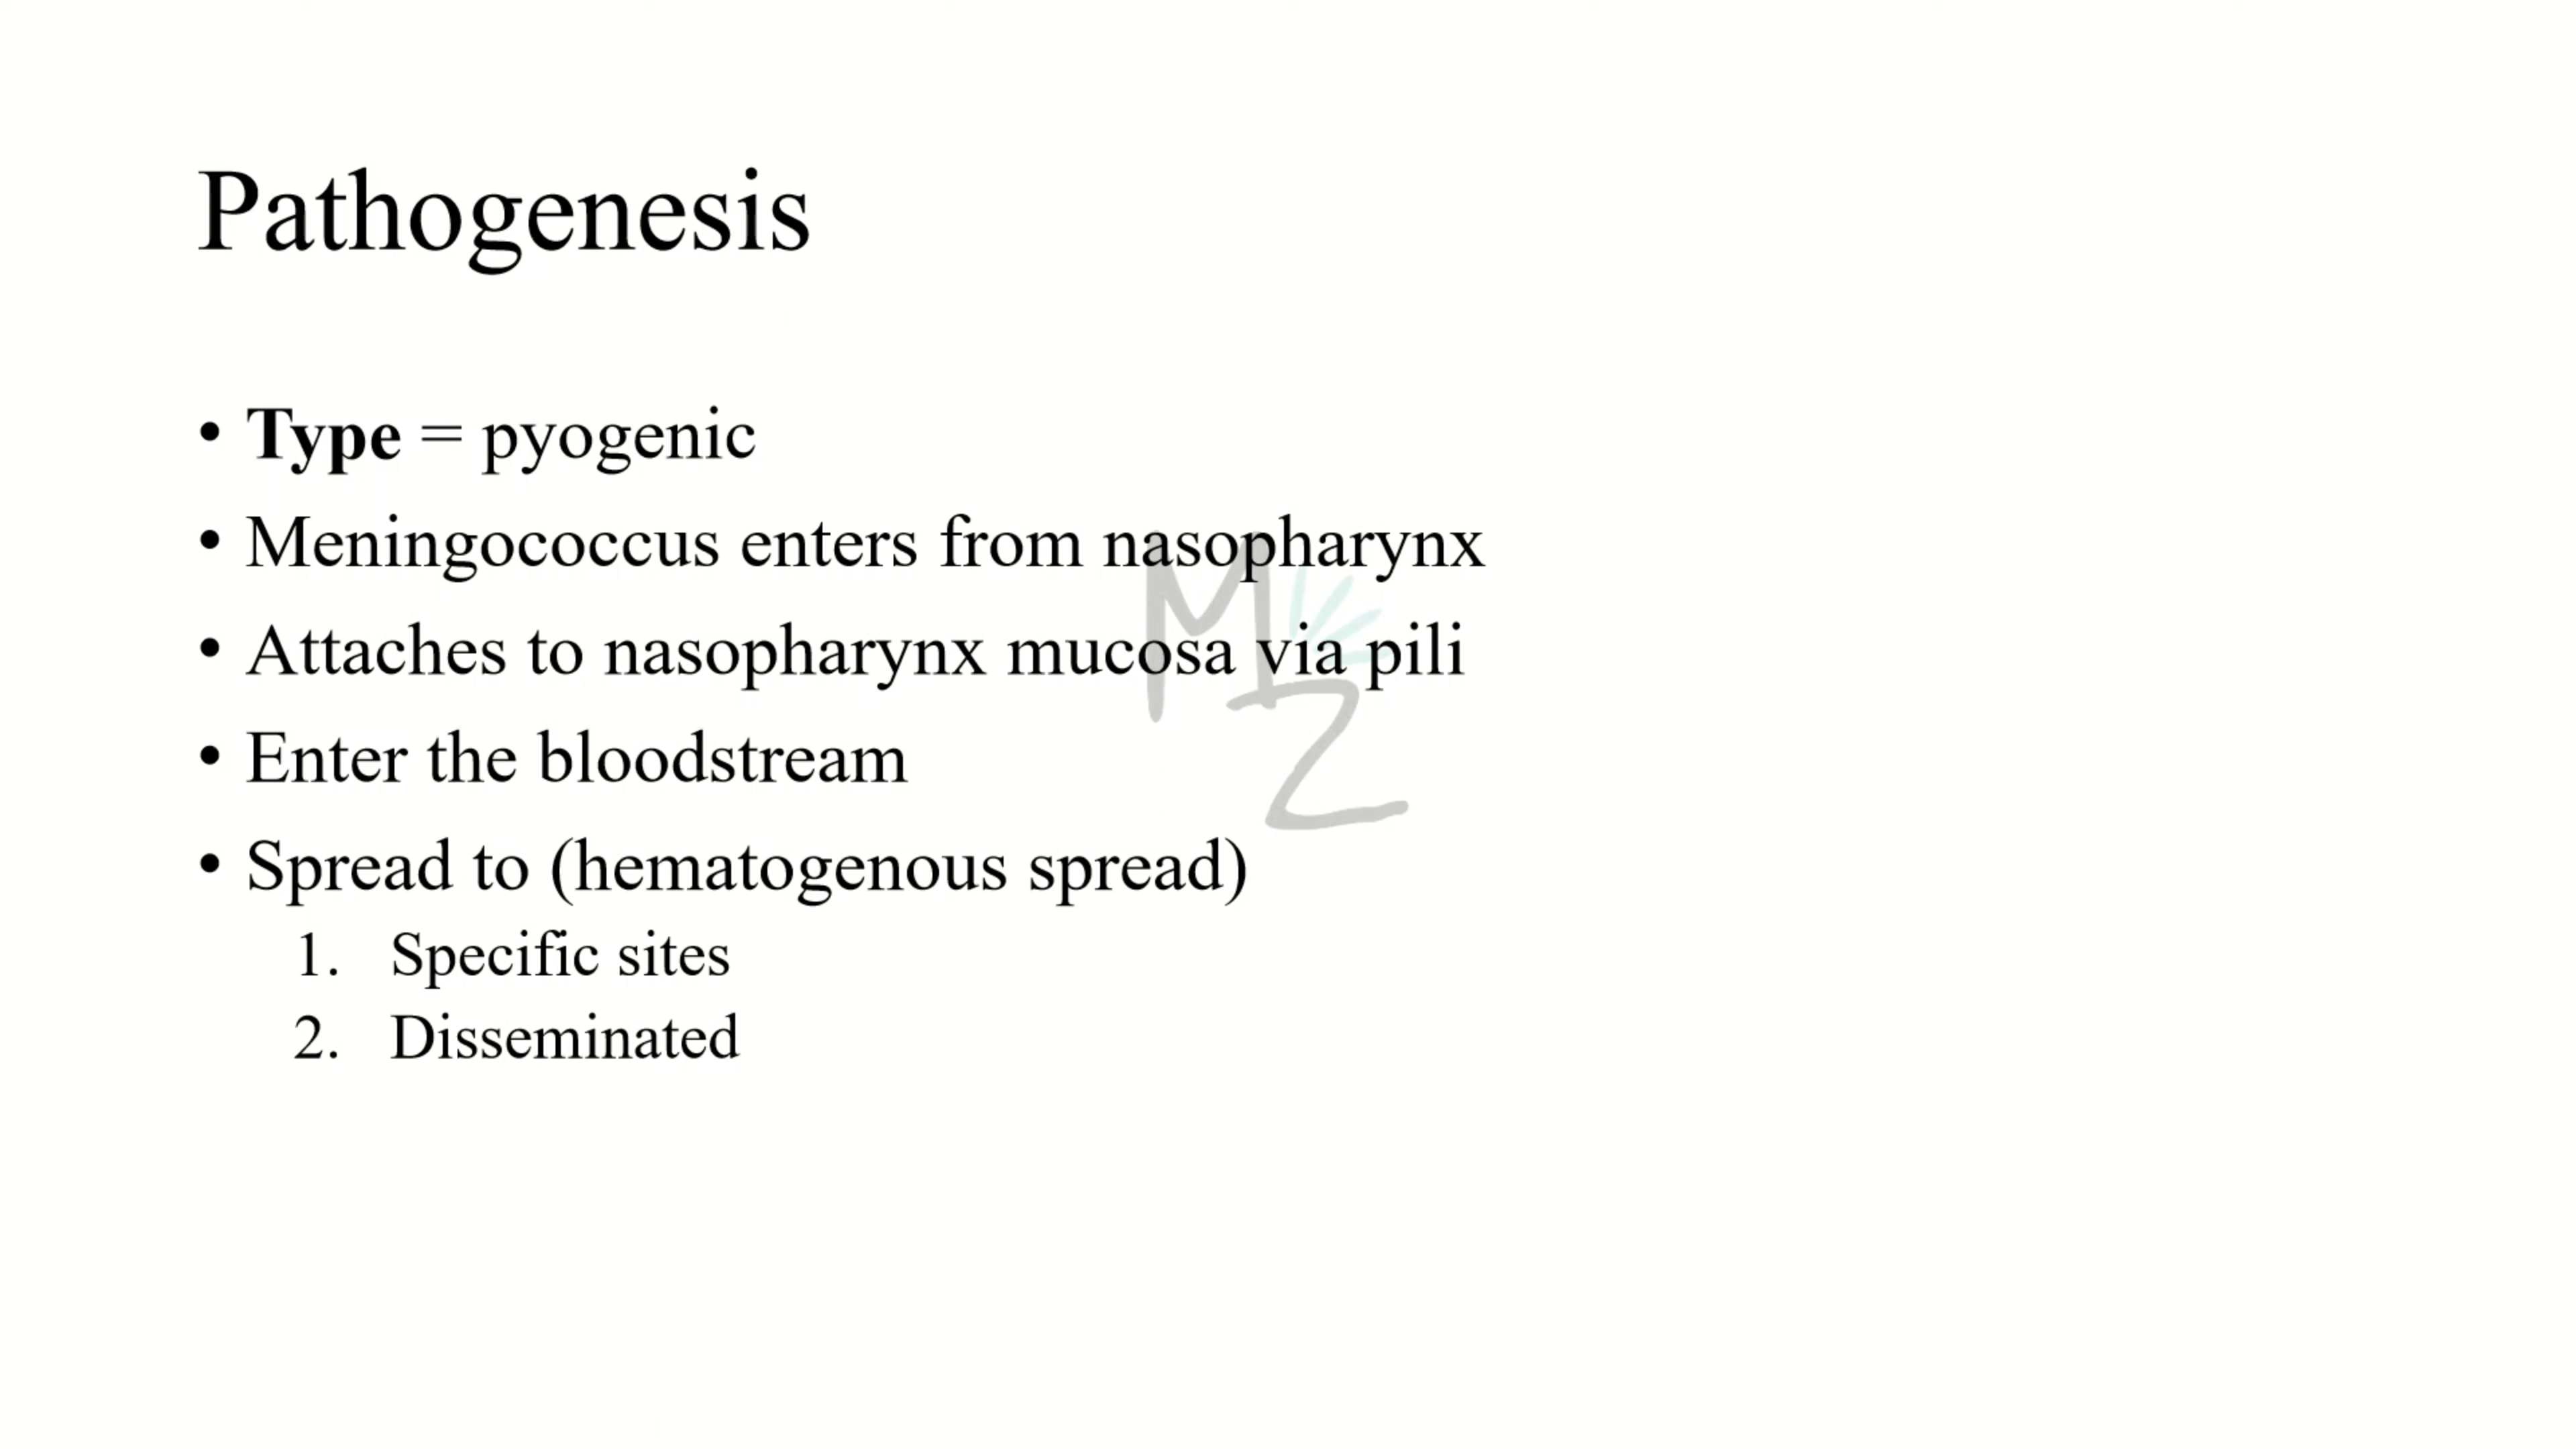 Pathogenesis
• Type = pyogenic
• Meningococcus enters from nasopharynx
• Attaches to nasopharynx mucosa via pili
• Enter the bloodstream
• Spread to (hematogenous spread)
1. Specific sites
2. Disseminated
MZ